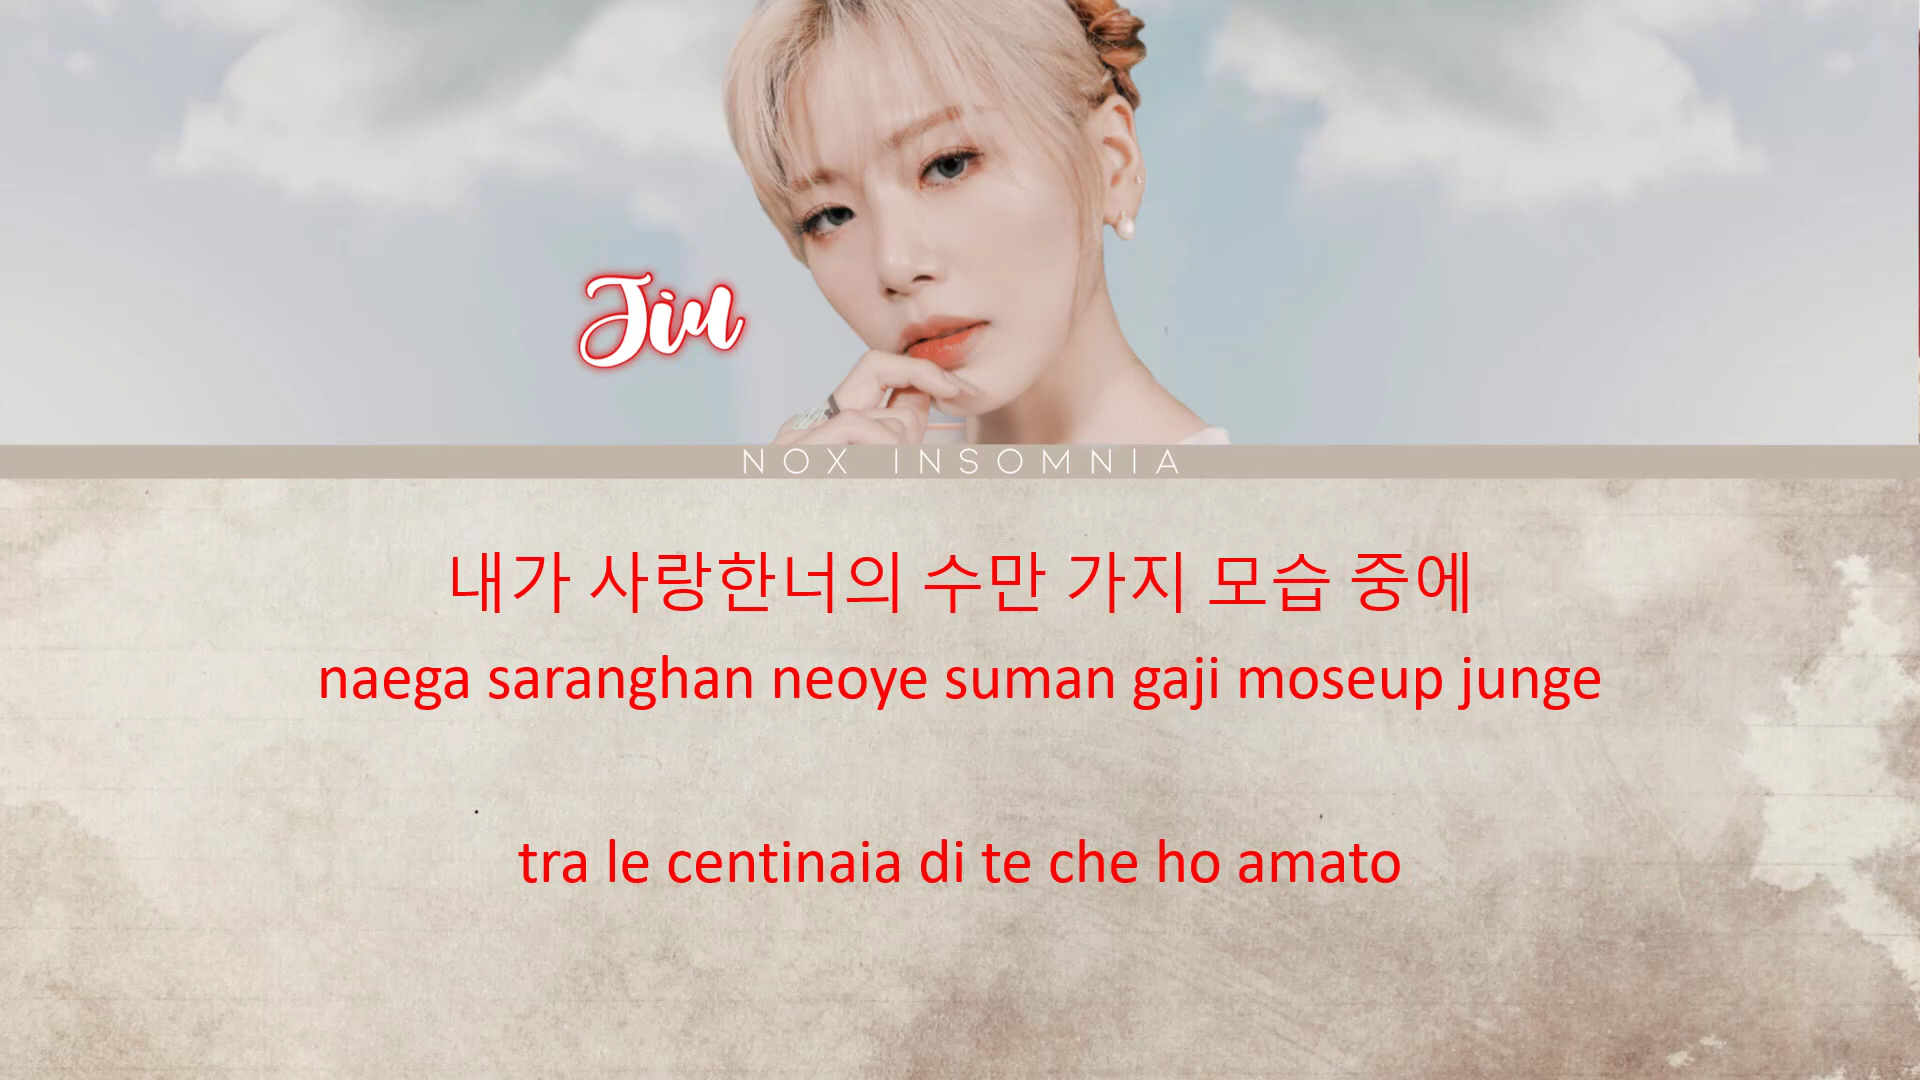 Jiu
NOX INSOMNIA
내가 사랑한너의 수만 가지 모습 중에
naega saranghan neoye suman gaji moseup junge
tra le centinaia di te che ho amato